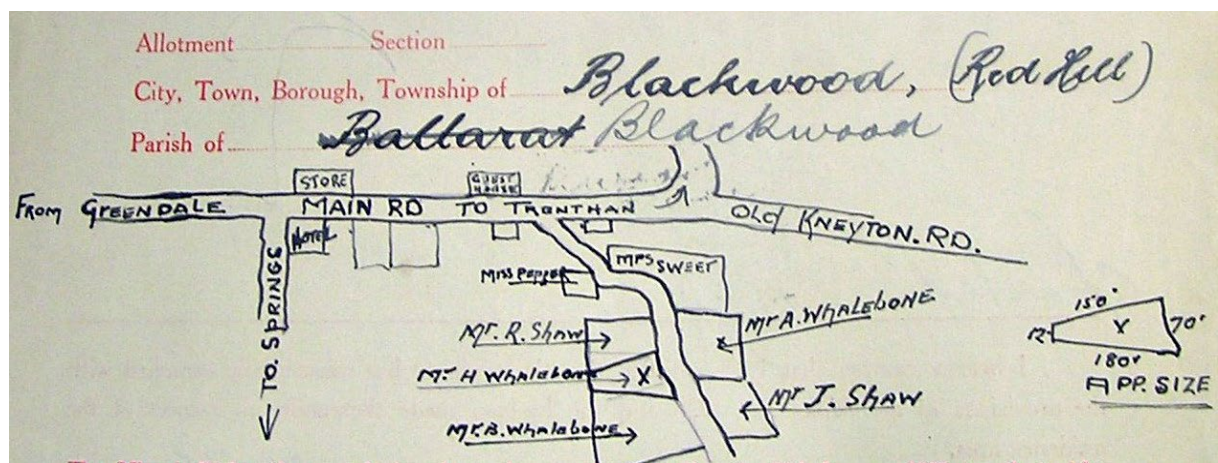 Allotment Section
City, Town, Borough, Township of Blackwood, (Red Hill)
Parish of Ballarat Blackwood
STORE
GUEST HOUSE
FROM GREENDALE MAIN RD TO TRENTHAN
OLD KNEYTON. RD.
HOTEL
TO. SPRINGS
MISS PEPPER
MRS SWEET
Mr. R. SHAW
Mr A. WHALEBONE
Mr H WHALEBONE
X
Mr J. SHAW
Mr. B. WHALEBONE
150'
12'
X
70'
180'
APP. SIZE